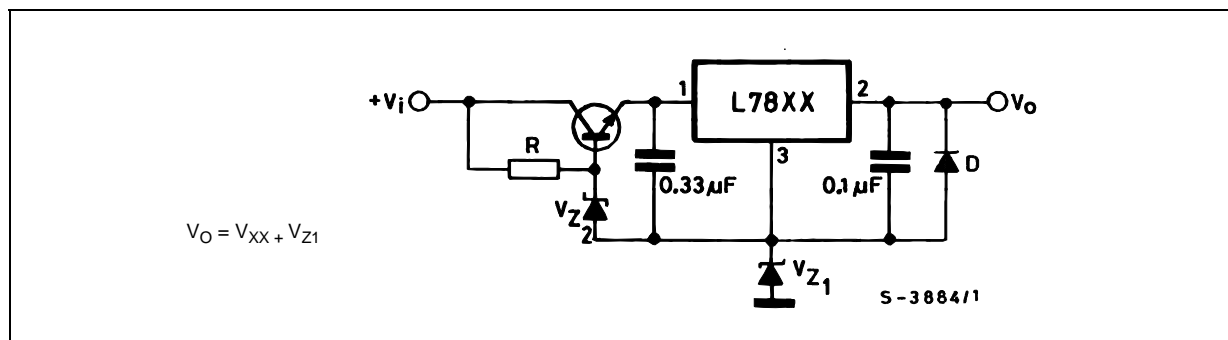 +Vi
R
1
L78XX
2
Vo
3
0.33μF
0.1μF
D
VZ2
VO = VXX + VZ1
VZ1
S-3884/1